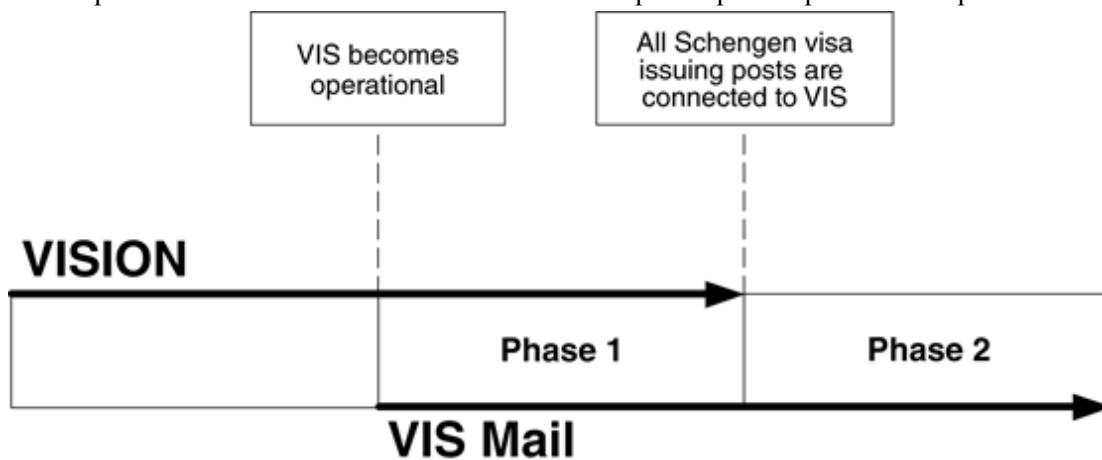 VIS becomes
operational
All Schengen visa
issuing posts are
connected to VIS
VISION
Phase 1
Phase 2
VIS Mail